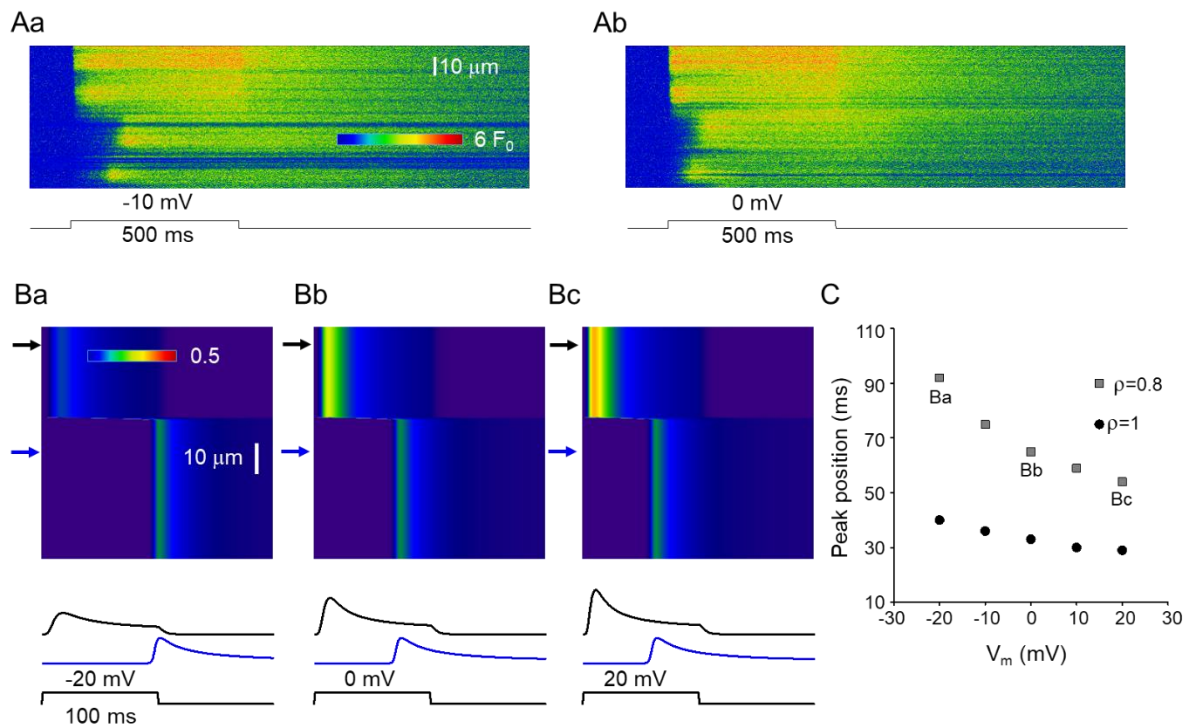 Aa
Ab
10 μm
6 F0
-10 mV
500 ms
0 mV
500 ms
Ba
Bb
Bc
C
0.5
10 μm
-20 mV
100 ms
0 mV
20 mV
110
90
70
50
30
10
-30 -20 -10 0 10 20 30
Peak position (ms)
Vm (mV)
ρ=0.8
ρ=1
Ba
Bb
Bc